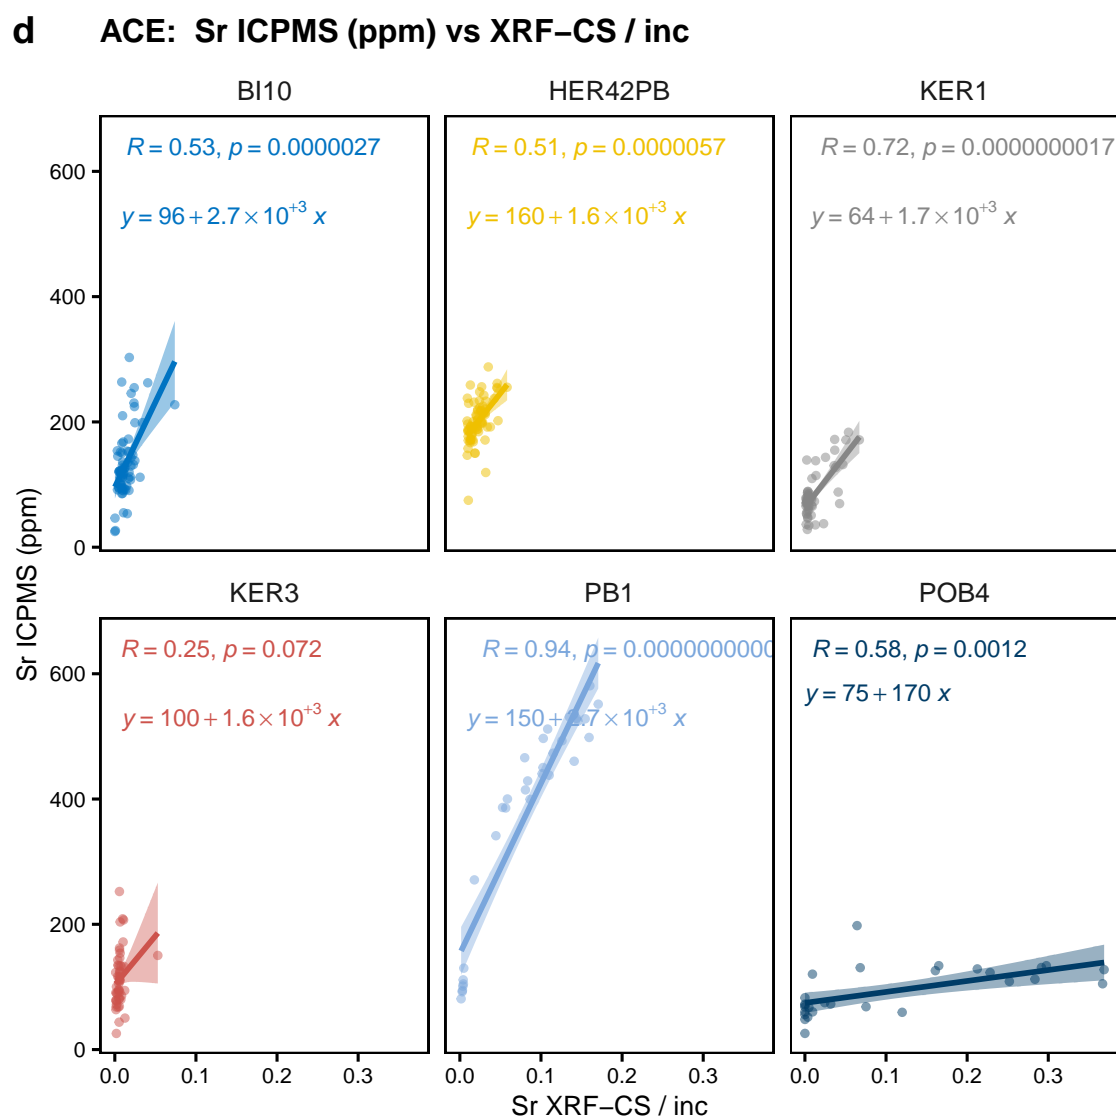 d ACE: Sr ICPMS (ppm) vs XRF−CS / inc
BI10 HER42PB KER1
R = 0.53, p = 0.0000027 R = 0.51, p = 0.0000057 R = 0.72, p = 0.0000000017
y = 96 + 2.7 × 10⁺³ x y = 160 + 1.6 × 10⁺³ x y = 64 + 1.7 × 10⁺³ x
600
400
200
0
Sr ICPMS (ppm)
KER3 PB1 POB4
R = 0.25, p = 0.072 R = 0.94, p = 0.0000000000 R = 0.58, p = 0.0012
y = 100 + 1.6 × 10⁺³ x y = 150 + 2.7 × 10⁺³ x y = 75 + 170 x
600
400
200
0
0.0 0.1 0.2 0.3 0.0 0.1 0.2 0.3 0.0 0.1 0.2 0.3
Sr XRF−CS / inc